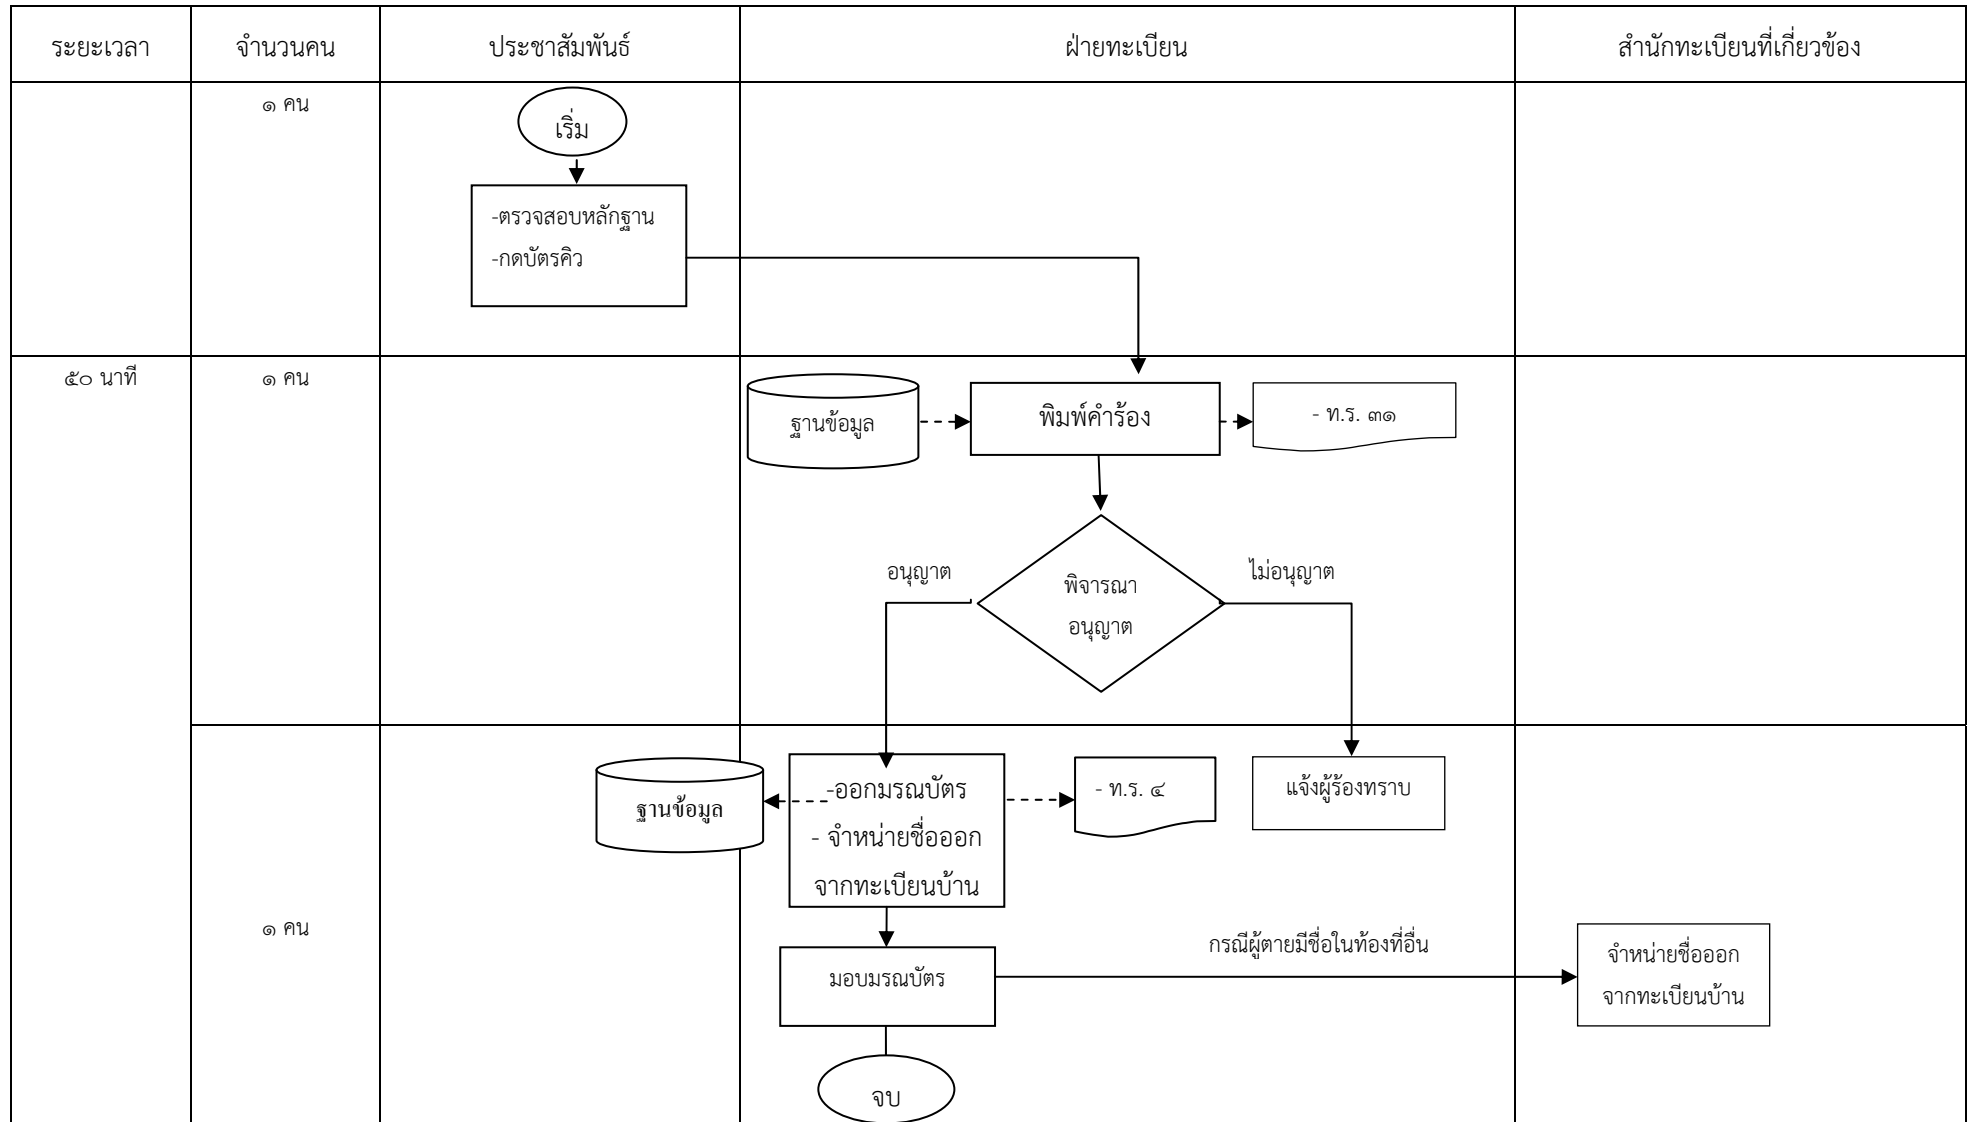 ระยะเวลา
จำนวนคน
ประชาสัมพันธ์
ฝ่ายทะเบียน
สำนักทะเบียนที่เกี่ยวข้อง
๑ คน
เริ่ม
-ตรวจสอบหลักฐาน
-กดบัตรคิว
๕๐ นาที
๑ คน
ฐานข้อมูล
พิมพ์คำร้อง
- ท.ร. ๓๑
อนุญาต
พิจารณา
อนุญาต
ไม่อนุญาต
ฐานข้อมูล
-ออกมรณบัตร
- จำหน่ายชื่อออก
จากทะเบียนบ้าน
- ท.ร. ๔
แจ้งผู้ร้องทราบ
๑ คน
มอบมรณบัตร
กรณีผู้ตายมีชื่อในท้องที่อื่น
จำหน่ายชื่อออก
จากทะเบียนบ้าน
จบ